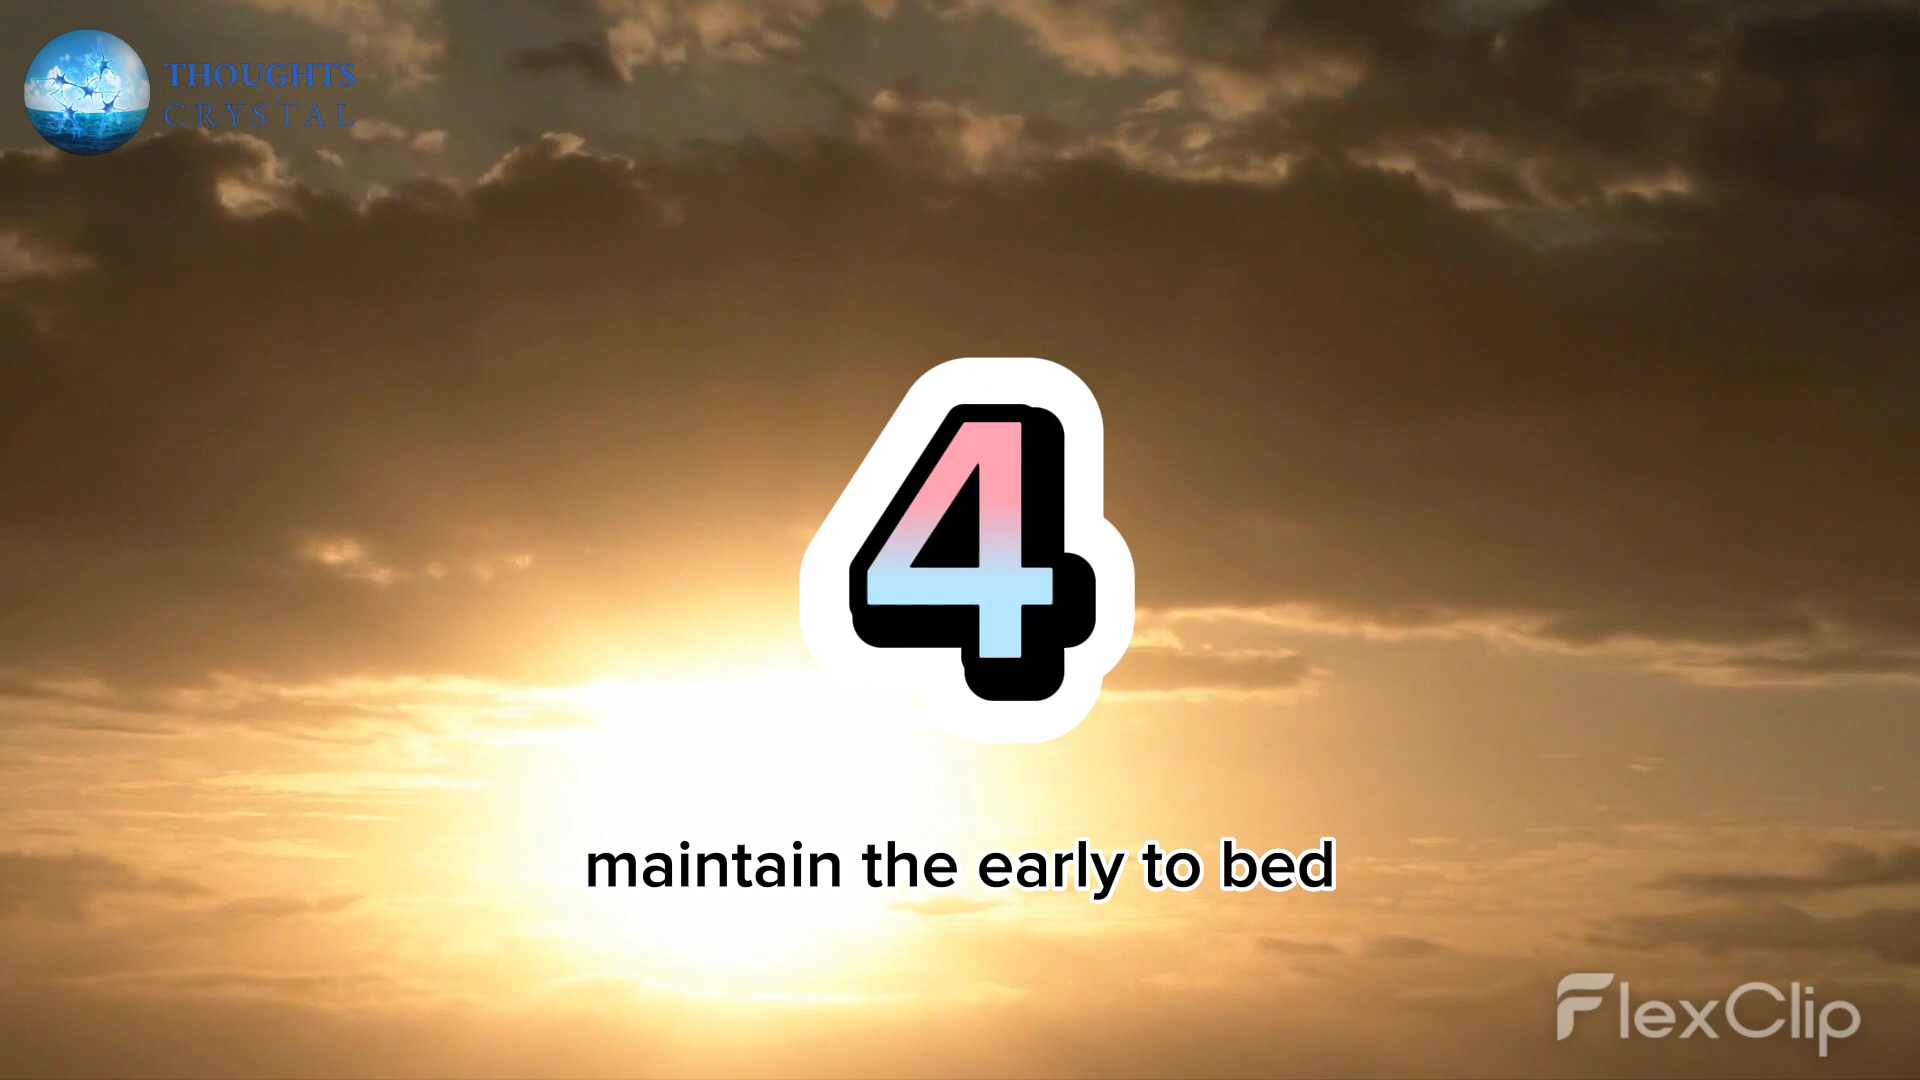 THOUGHTS
CRYSTAL
4
maintain the early to bed
FlexClip